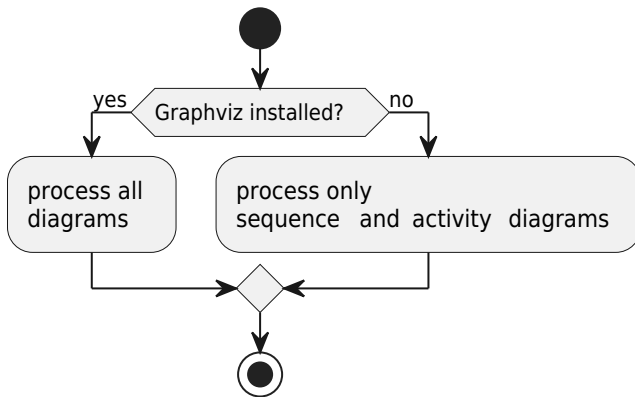 Graphviz installed?
yes
no
process all
diagrams
process only
sequence and activity diagrams